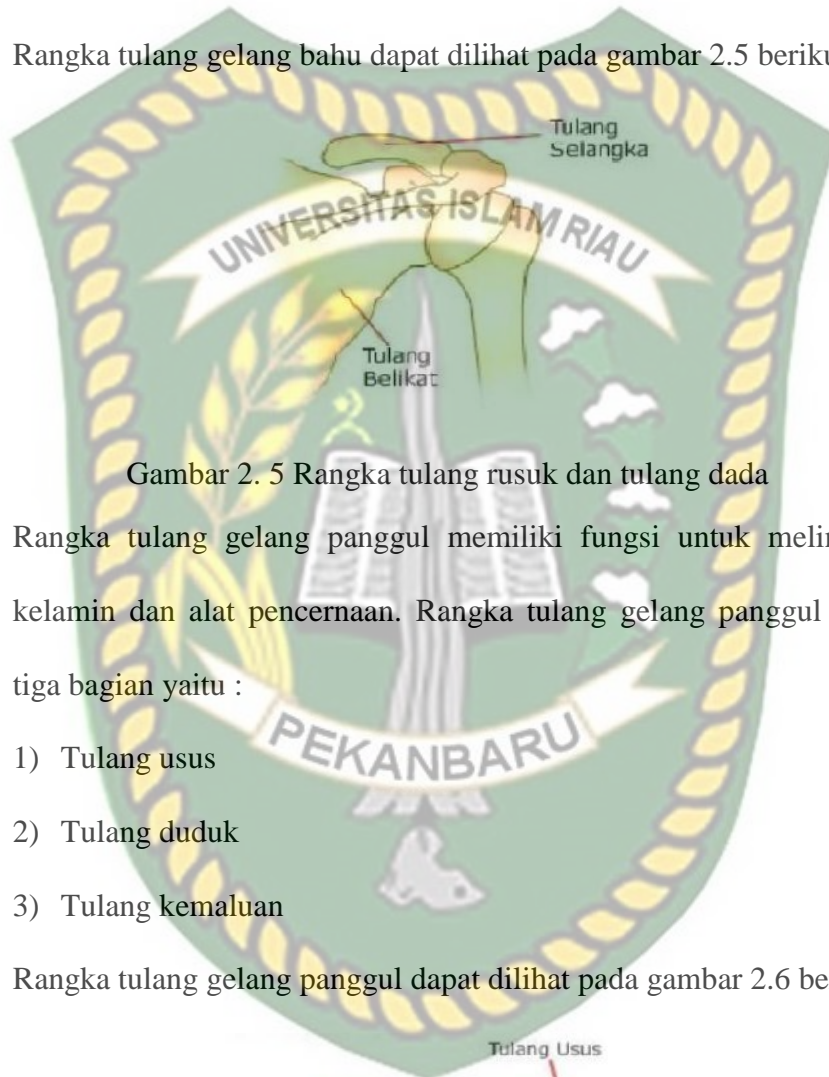 Rangka tulang gelang bahu dapat dilihat pada gambar 2.5
Tulang
Selangka
UNIVERSITAS ISLAM RIAU
Tulang
Belikat
Gambar 2. 5 Rangka tulang rusuk dan tulang dada
Rangka tulang gelang panggul memiliki fungsi untuk
kelamin dan alat pencernaan. Rangka tulang gelang panggul
tiga bagian yaitu :
PEKANBARU
1) Tulang usus
2) Tulang duduk
3) Tulang kemaluan
Rangka tulang gelang panggul dapat dilihat pada gambar 2.6
Tulang Usus